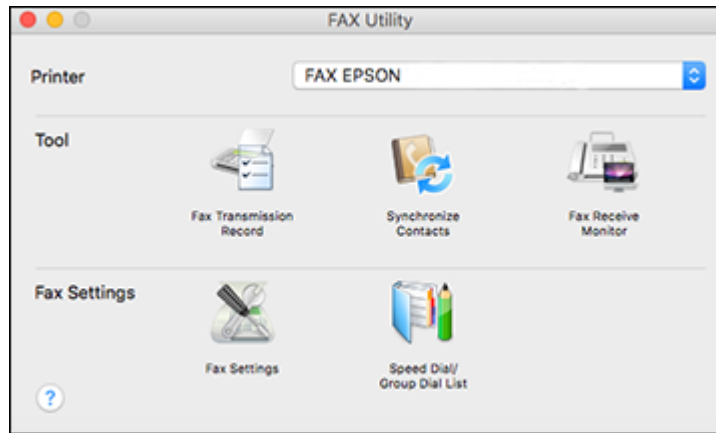 FAX Utility
Printer
FAX EPSON
Tool
Fax Transmission
Record
Synchronize
Contacts
Fax Receive
Monitor
Fax Settings
Fax Settings
Speed Dial/
Group Dial List
?